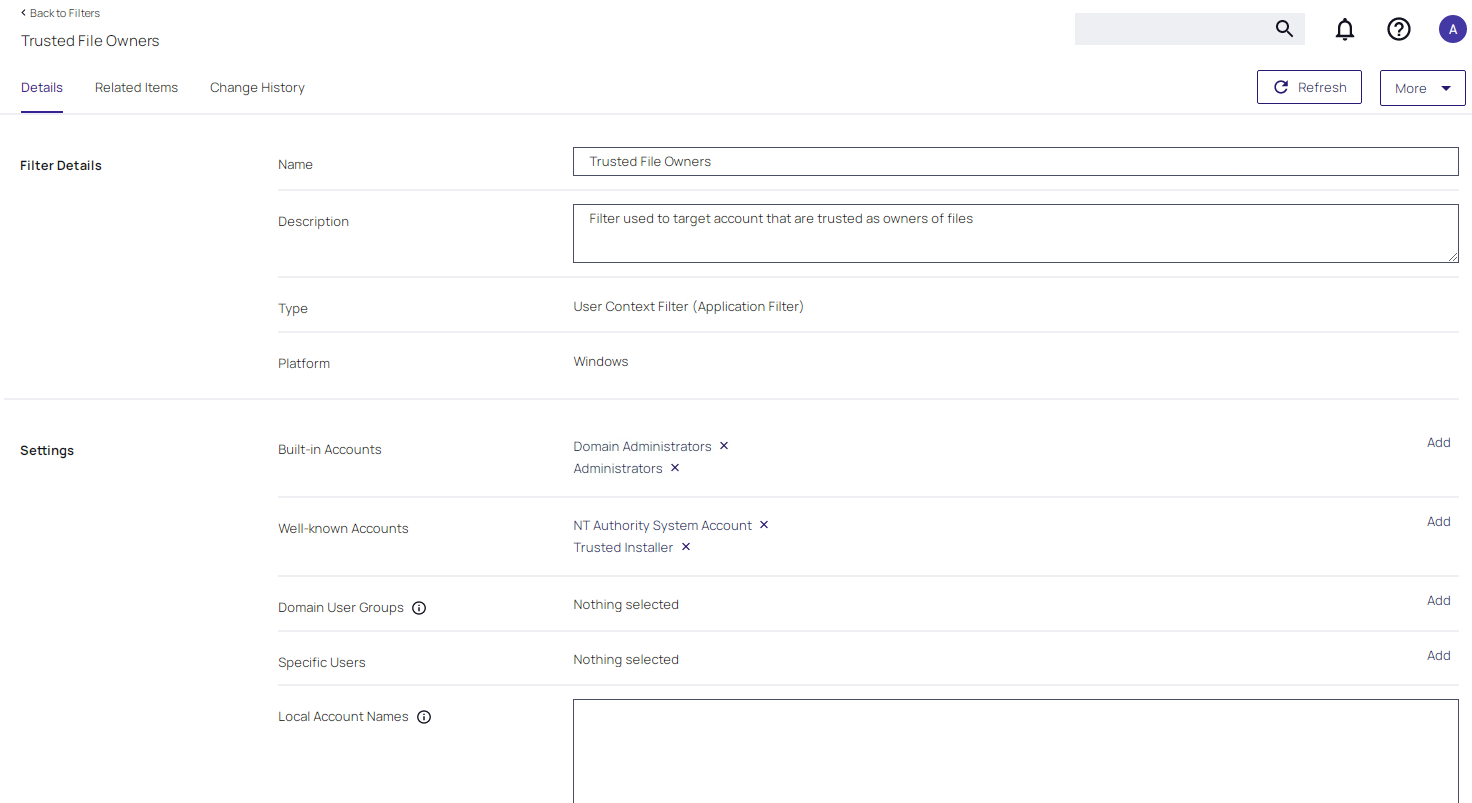 Back to Filters
Trusted File Owners
A
Details Related Items Change History
Refresh
More
Filter Details
Name
Trusted File Owners
Description
Filter used to target account that are trusted as owners of files
Type
User Context Filter (Application Filter)
Platform
Windows
Settings
Built-in Accounts
Domain Administrators
Administrators
Add
Well-known Accounts
NT Authority System Account
Trusted Installer
Add
Domain User Groups
Nothing selected
Add
Specific Users
Nothing selected
Add
Local Account Names